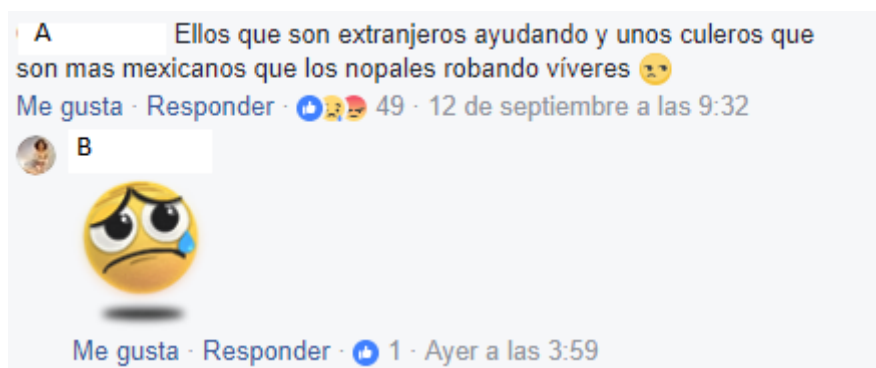 A Ellos que son extranjeros ayudando y unos culeros que
son mas mexicanos que los nopales robando víveres 😒
Me gusta · Responder · 49 · 12 de septiembre a las 9:32
B
Me gusta · Responder · 1 · Ayer a las 3:59